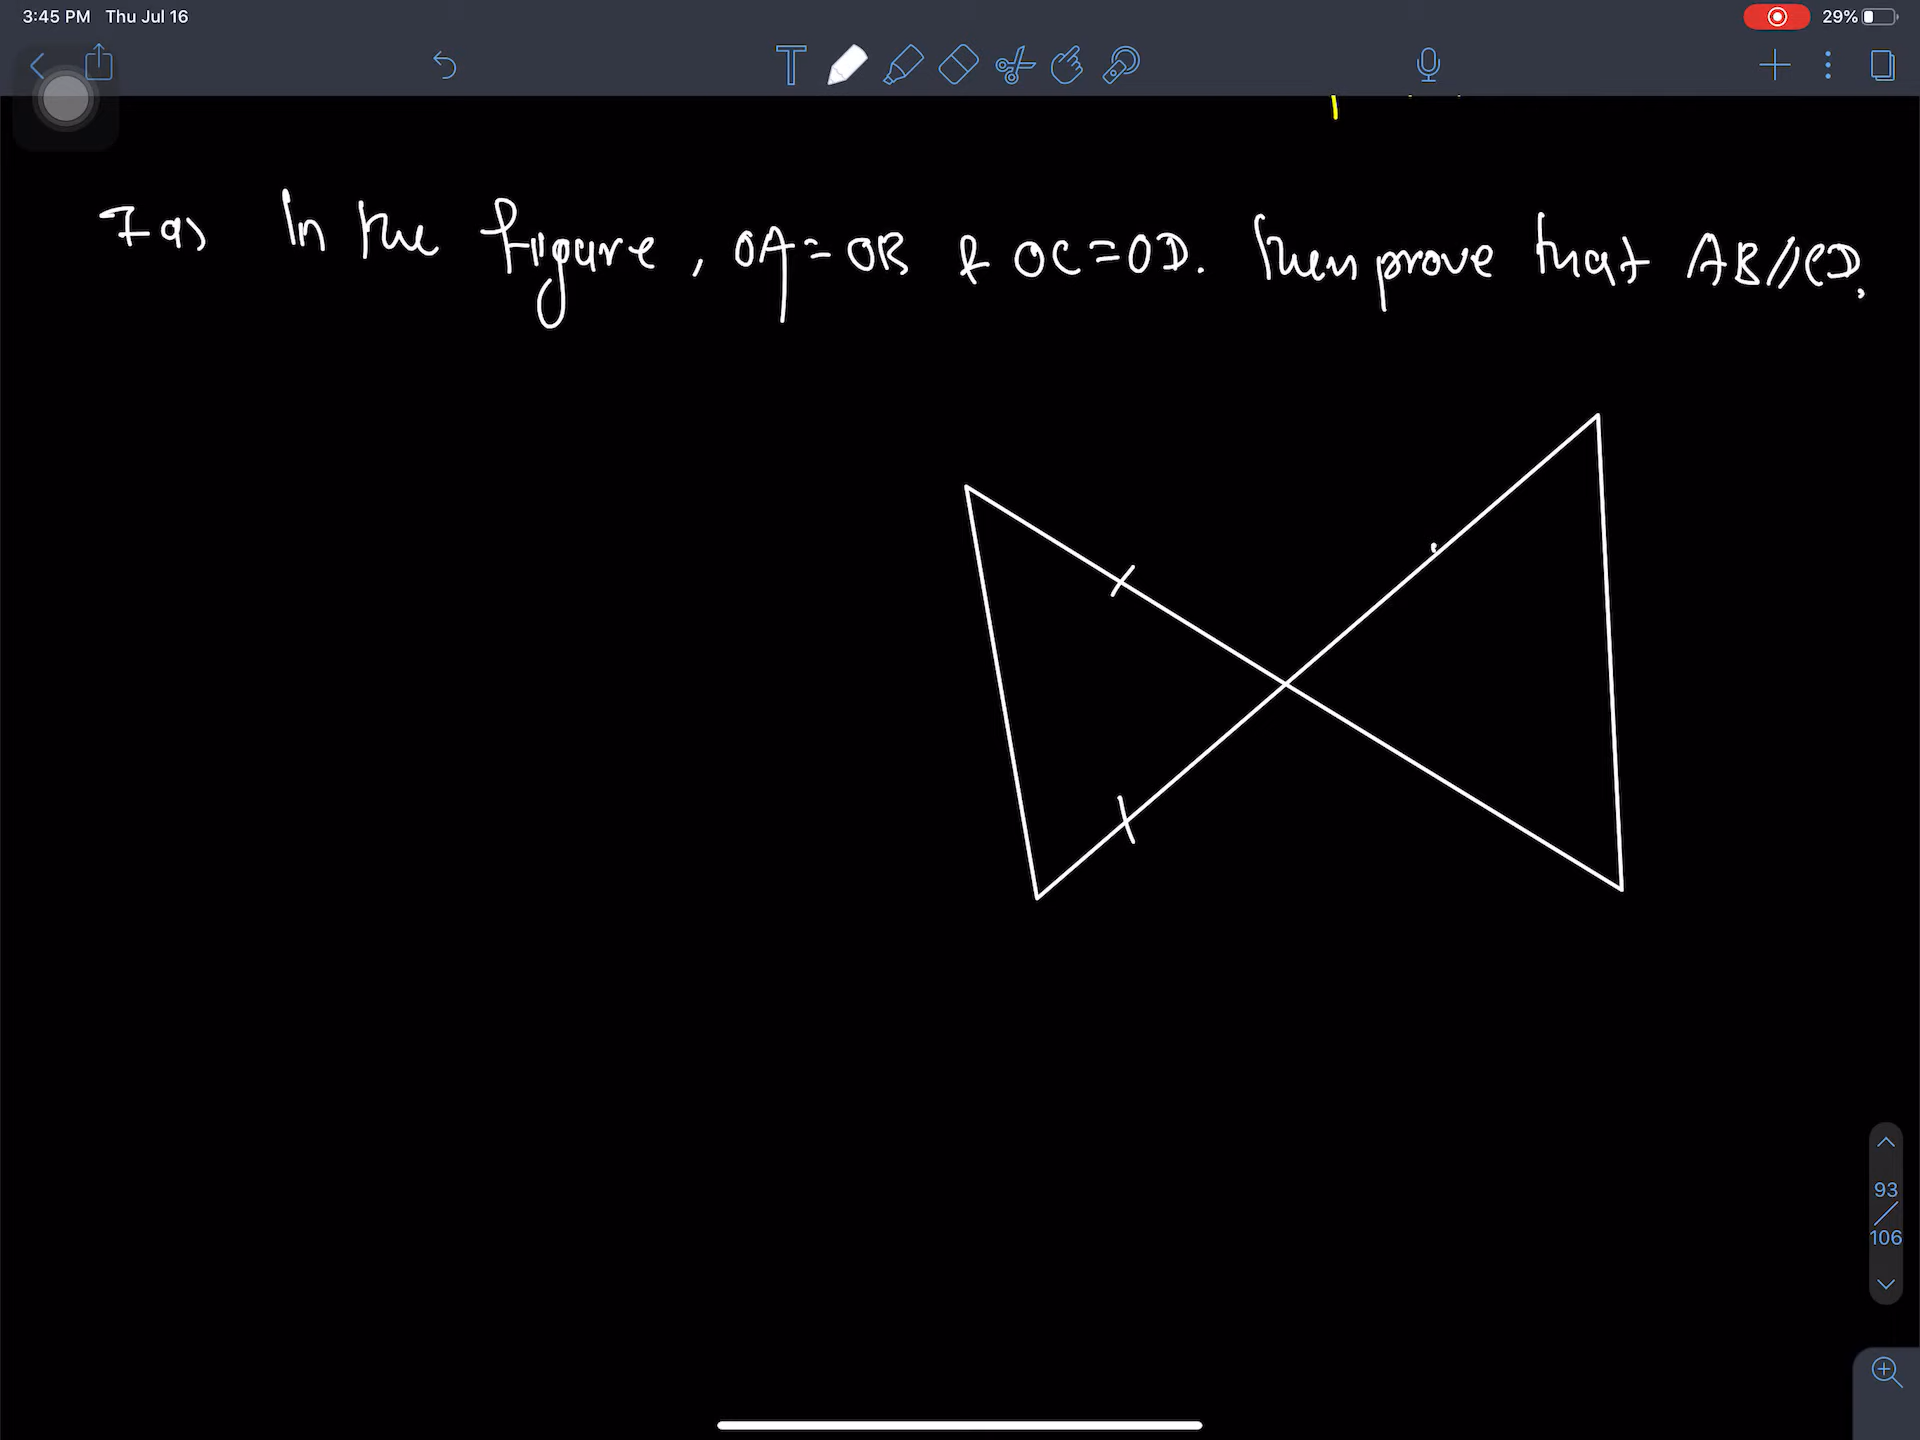 3:45 PM Thu Jul 16
29%
7 a) In the figure, OA = OB & OC = OD. Then prove that AB//CD.
93
106